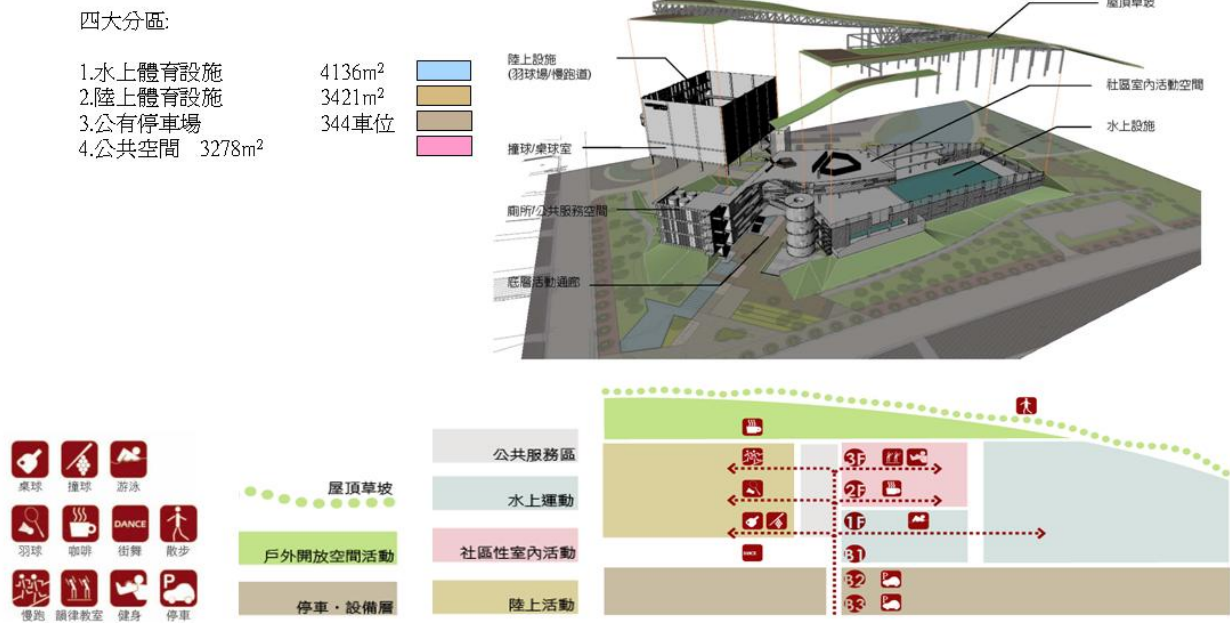 四大分區:
1.水上體育設施 4136m²
2.陸上體育設施 3421m²
3.公有停車場 344車位
4.公共空間 3278m²
屋頂草坡
陸上設施
(羽球場/慢跑道)
社區室內活動空間
水上設施
撞球/桌球室
廁所/公共服務空間
底層活動通廊
桌球 撞球 游泳
DANCE
羽球 咖啡 街舞 散步
P
慢跑 韻律教室 健身 停車
屋頂草坡
戶外開放空間活動
停車・設備層
公共服務區
水上運動
社區性室內活動
陸上活動
3F
2F
1F
DANCE B1
B2 P
B3 P